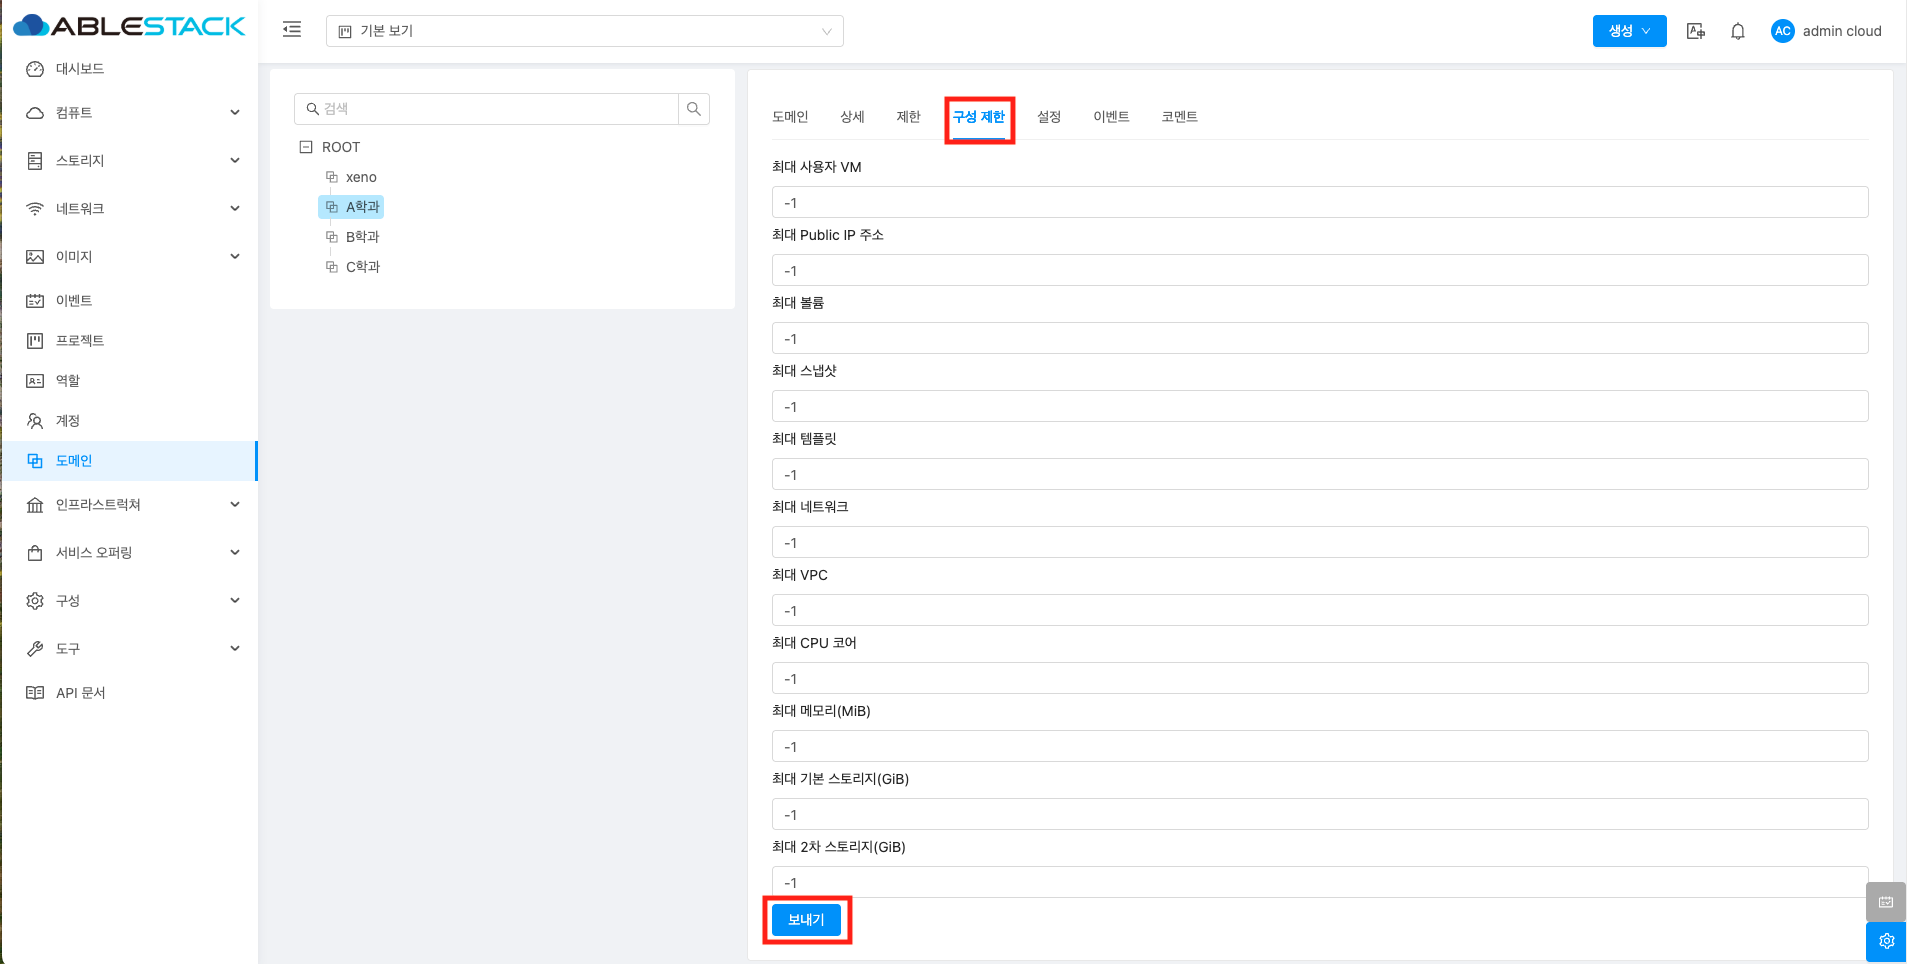 ABLESTACK
기본 보기
생성
AC
admin cloud
대시보드
컴퓨트
스토리지
네트워크
이미지
이벤트
프로젝트
역할
계정
도메인
인프라스트럭쳐
서비스 오퍼링
구성
도구
API 문서
검색
ROOT
xeno
A학과
B학과
C학과
도메인 상세 제한 구성 제한 설정 이벤트 코멘트
최대 사용자 VM
-1
최대 Public IP 주소
-1
최대 볼륨
-1
최대 스냅샷
-1
최대 템플릿
-1
최대 네트워크
-1
최대 VPC
-1
최대 CPU 코어
-1
최대 메모리(MiB)
-1
최대 기본 스토리지(GiB)
-1
최대 2차 스토리지(GiB)
-1
보내기